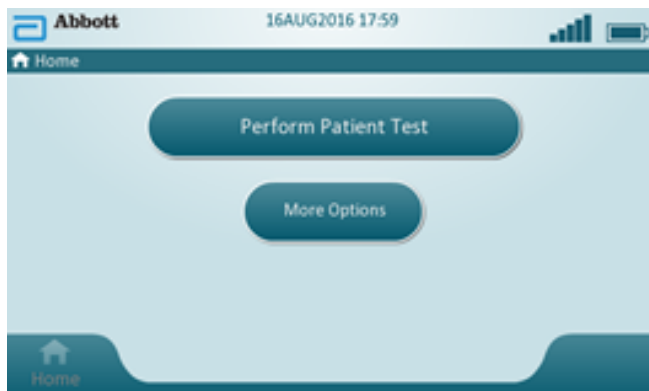 Abbott
16AUG2016 17:59
Home
Perform Patient Test
More Options
Home